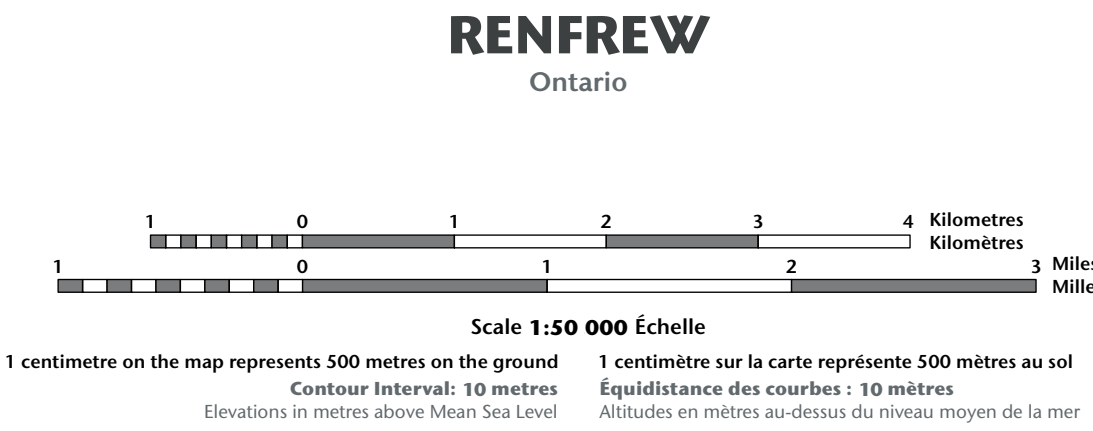 RENFREW
Ontario
1 0 1 2 3 4 Kilometres
Kilomètres
1 0 1 2 3 Miles
Mille
Scale 1:50 000 Échelle
1 centimetre on the map represents 500 metres on the ground
Contour Interval: 10 metres
Elevations in metres above Mean Sea Level
1 centimètre sur la carte représente 500 mètres au sol
Équidistance des courbes : 10 mètres
Altitudes en mètres au-dessus du niveau moyen de la mer